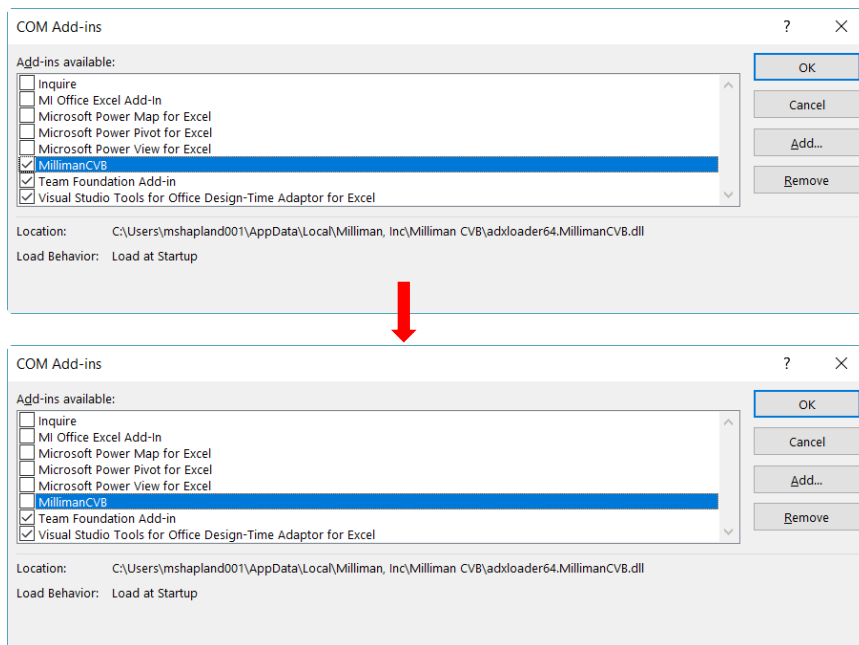 COM Add-ins ? ×
Add-ins available:
Inquire
MI Office Excel Add-In
Microsoft Power Map for Excel
Microsoft Power Pivot for Excel
Microsoft Power View for Excel
MillimanCVB
Team Foundation Add-in
Visual Studio Tools for Office Design-Time Adaptor for Excel
OK
Cancel
Add...
Remove
Location: C:\Users\mshapland001\AppData\Local\Milliman, Inc\Milliman CVB\adxloader64.MillimanCVB.dll
Load Behavior: Load at Startup
COM Add-ins ? ×
Add-ins available:
Inquire
MI Office Excel Add-In
Microsoft Power Map for Excel
Microsoft Power Pivot for Excel
Microsoft Power View for Excel
MillimanCVB
Team Foundation Add-in
Visual Studio Tools for Office Design-Time Adaptor for Excel
OK
Cancel
Add...
Remove
Location: C:\Users\mshapland001\AppData\Local\Milliman, Inc\Milliman CVB\adxloader64.MillimanCVB.dll
Load Behavior: Load at Startup